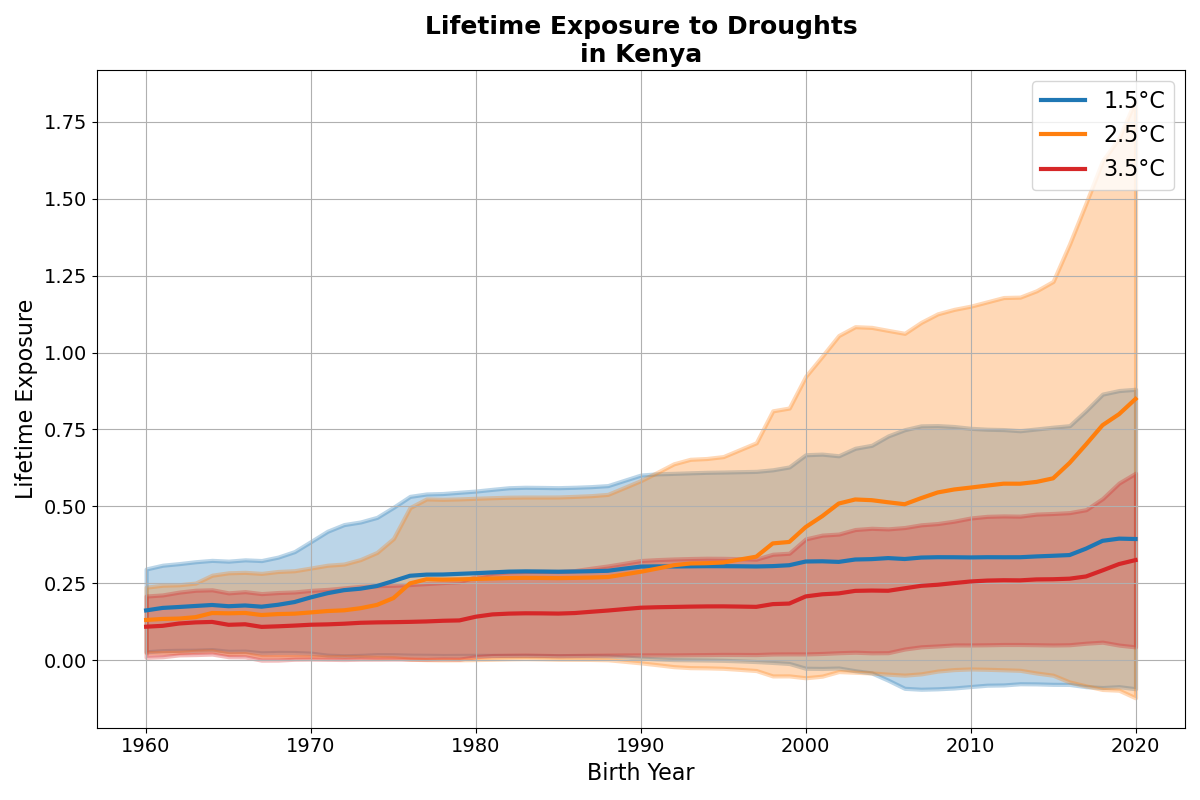 Lifetime Exposure to Droughts
in Kenya
1.5°C
2.5°C
3.5°C
Lifetime Exposure
1.75
1.50
1.25
1.00
0.75
0.50
0.25
0.00
1960 1970 1980 1990 2000 2010 2020
Birth Year